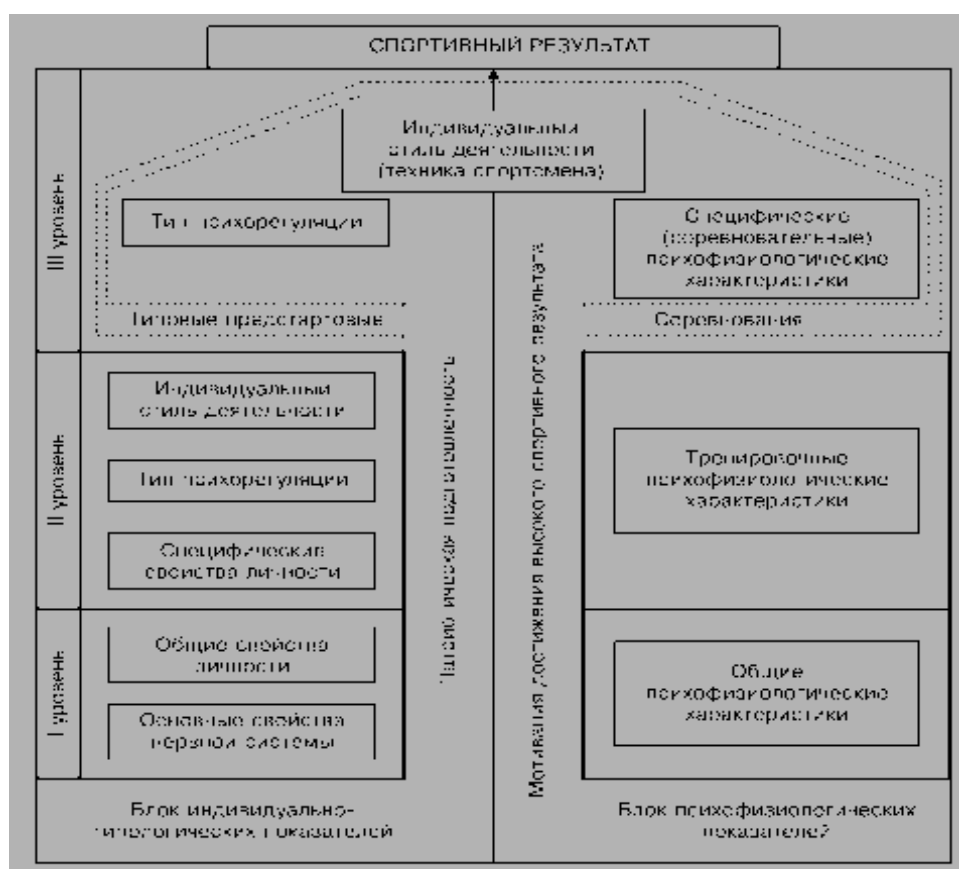 СПОРТИВНЫЙ РЕЗУЛЬТАТ
Индивидуальный
стиль деятельности
(техника спортсмена)
III уровень
Тип психорегуляции
Специфические
(соревновательные)
психофизиологические
характеристики
Типовые предстартовые
Соревнования
II уровень
Индивидуальный
стиль деятельности
Тип психорегуляции
Специфические
свойства личности
подготовленность
Мотивация достижения высокого спортивного результата
Тренировочные
психофизиологические
характеристики
I уровень
Общие свойства
личности
Основные свойства
нервной системы
Общие
психофизиологические
характеристики
Блок индивидуально-
типологических показателей
Блок психофизиологических
показателей